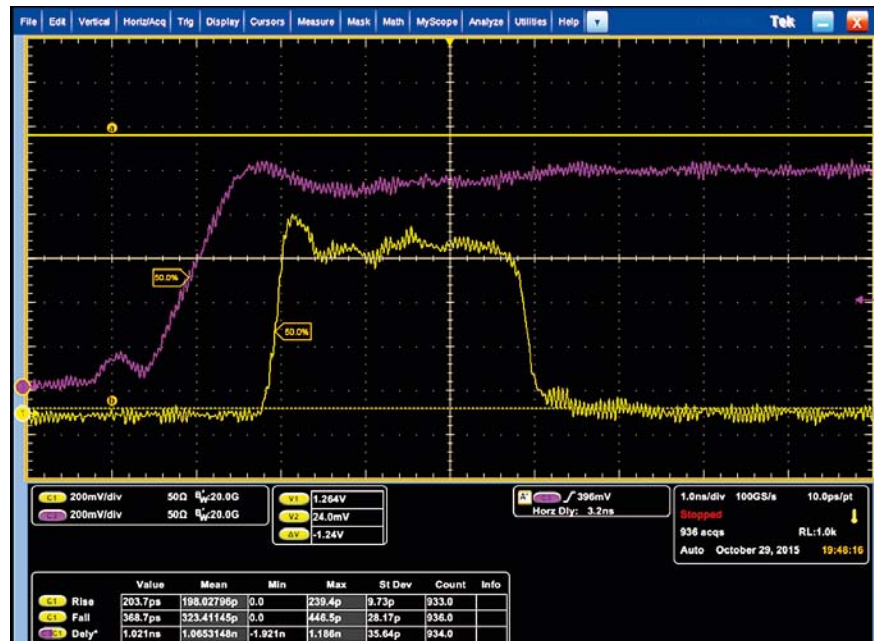 File Edit Vertical Horiz/Acq Trig Display Cursors Measure Mask Math MyScope Analyze Utilities Help Tek X
a
50.0%
50.0%
b
1
C1 200mV/div 50Ω BW:20.0G
200mV/div 50Ω BW:20.0G
V1 1.264V
V2 24.0mV
ΔV -1.24V
A' 396mV
Horz Dly: 3.2ns
1.0ns/div 100GS/s 10.0ps/pt
Stopped
936 acqs RL:1.0k
Auto October 29, 2015 19:48:16
Value Mean Min Max St Dev Count Info
C1 Rise 203.7ps 198.02796p 0.0 239.4p 9.73p 933.0
C1 Fall 368.7ps 323.41145p 0.0 446.5p 28.17p 936.0
C1 Dely* 1.021ns 1.0653148n -1.921n 1.186n 35.64p 934.0